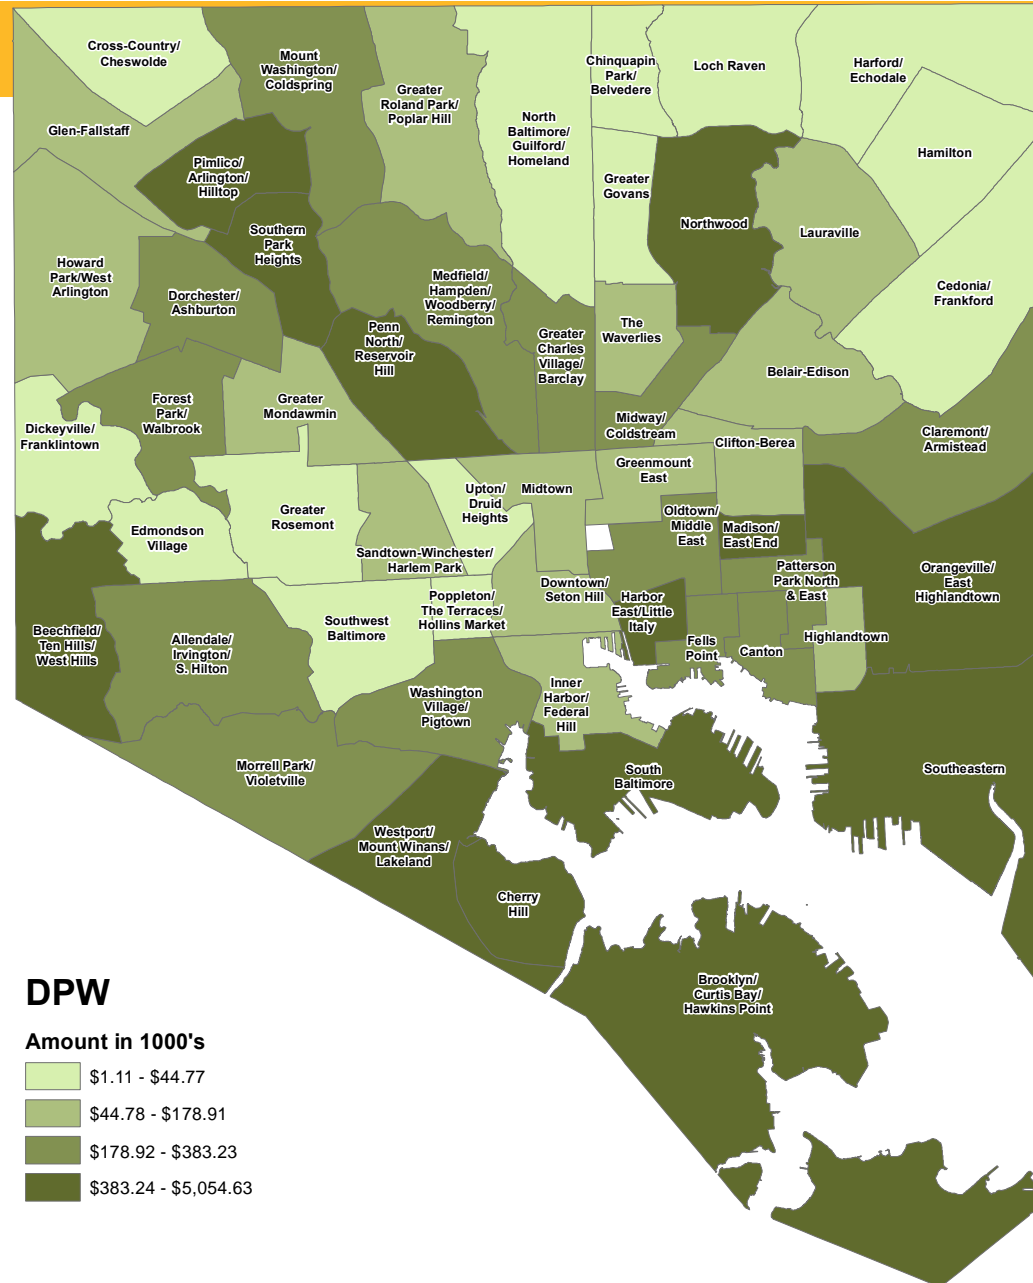 Cross-Country/
Cheswolde
Mount
Washington/
Coldspring
Greater
Roland Park/
Poplar Hill
North
Baltimore/
Guilford/
Homeland
Chinquapin
Park/
Belvedere
Loch Raven
Harford/
Echodale
Hamilton
Glen-Fallstaff
Pimlico/
Arlington/
Hilltop
Southern
Park
Heights
Greater
Govans
Northwood
Lauraville
Howard
Park/West
Arlington
Dorchester/
Ashburton
Medfield/
Hampden/
Woodberry/
Remington
Cedonia/
Frankford
Penn
North/
Reservoir
Hill
Greater
Charles
Village/
Barclay
The
Waverlies
Belair-Edison
Forest
Park/
Walbrook
Greater
Mondawmin
Dickeyville/
Franklintown
Midway/
Coldstream
Clifton-Berea
Claremont/
Armistead
Greenmount
East
Midtown
Upton/
Druid
Heights
Greater
Rosemont
Edmondson
Village
Sandtown-Winchester/
Harlem Park
Oldtown/
Middle
East
Madison/
East End
Patterson
Park North
& East
Orangeville/
East
Highlandtown
Downtown/
Seton Hill
Poppleton/
The Terraces/
Hollins Market
Harbor
East/Little
Italy
Southwest
Baltimore
Beechfield/
Ten Hills/
West Hills
Allendale/
Irvington/
S. Hilton
Fells
Point
Canton
Highlandtown
Washington
Village/
Pigtown
Inner
Harbor/
Federal
Hill
Morrell Park/
Violetville
South
Baltimore
Southeastern
Westport/
Mount Winans/
Lakeland
Cherry
Hill
Brooklyn/
Curtis Bay/
Hawkins Point
DPW
Amount in 1000's
$1.11 - $44.77
$44.78 - $178.91
$178.92 - $383.23
$383.24 - $5,054.63